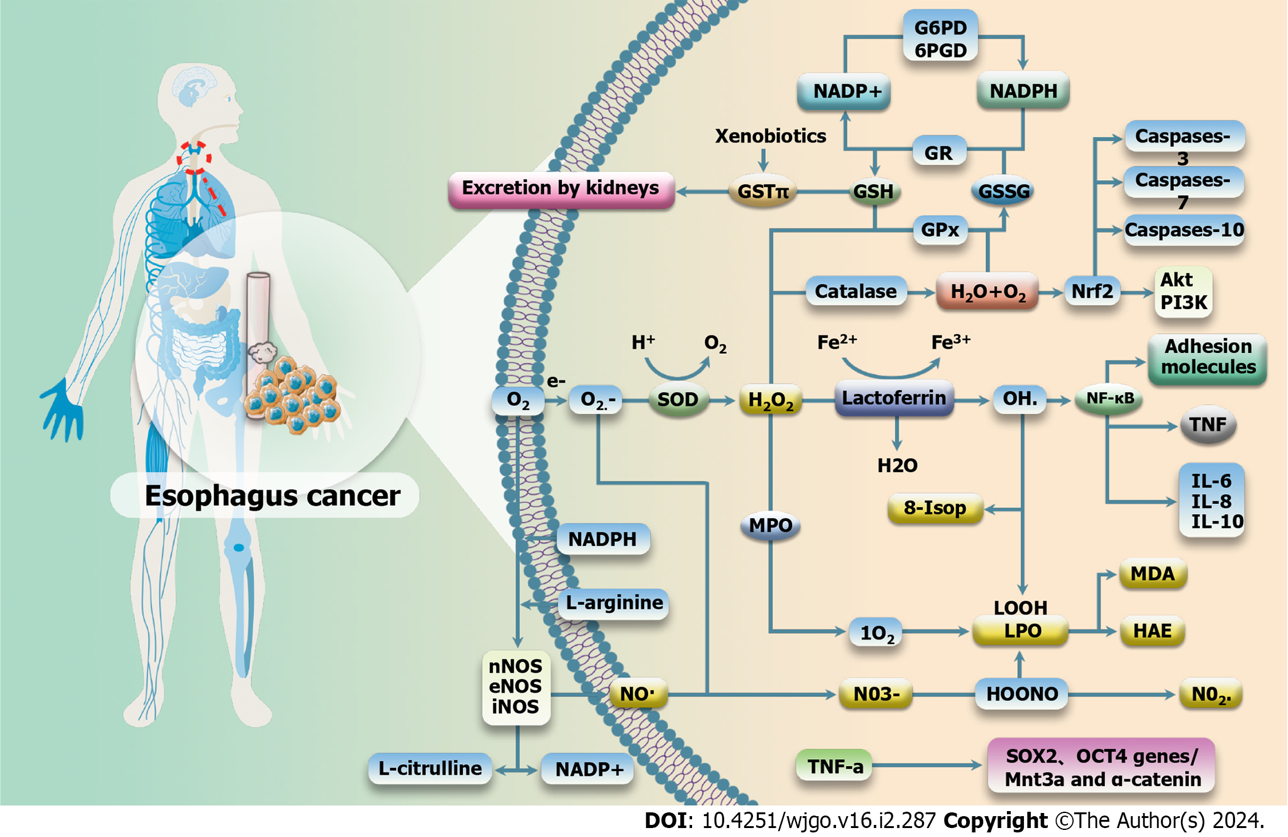 G6PD
6PGD
NADP+
NADPH
Xenobiotics
GR
Caspases-
3
Excretion by kidneys
GSTπ
GSH
GSSG
Caspases-
7
GPx
Caspases-10
Catalase
H₂O+O₂
Nrf2
Akt
PI3K
H⁺
O₂
Fe²⁺
Fe³⁺
Adhesion
molecules
e-
O₂
O₂.-
SOD
H₂O₂
Lactoferrin
OH.
NF-κB
TNF
H2O
Esophagus cancer
8-Isop
IL-6
IL-8
IL-10
MPO
NADPH
MDA
L-arginine
LOOH
LPO
1O₂
HAE
nNOS
eNOS
iNOS
NO·
N03-
HOONO
N0₂.
L-citrulline
NADP+
TNF-a
SOX2、OCT4 genes/
Mnt3a and α-catenin
DOI: 10.4251/wjgo.v16.i2.287 Copyright ©The Author(s) 2024.